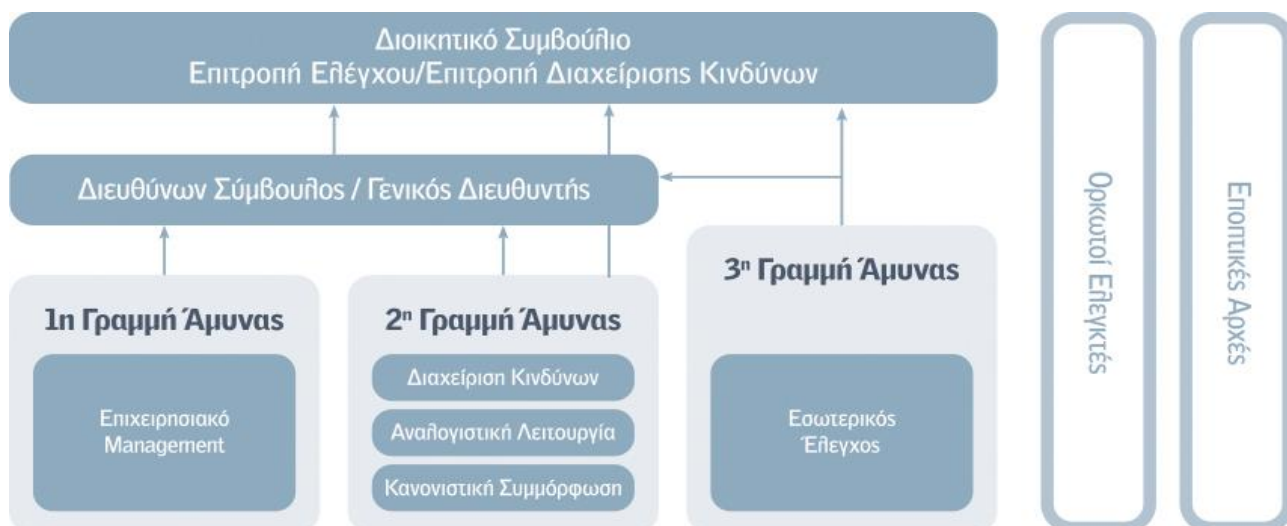 Διοικητικό Συμβούλιο
Επιτροπή Ελέγχου/Επιτροπή Διαχείρισης Κινδύνων
Διευθύνων Σύμβουλος / Γενικός Διευθυντής
1η Γραμμή Άμυνας
Επιχειρησιακό
Management
2η Γραμμή Άμυνας
Διαχείριση Κινδύνων
Αναλογιστική Λειτουργία
Κανονιστική Συμμόρφωση
3η Γραμμή Άμυνας
Εσωτερικός
Έλεγχος
Ορκωτοί Ελεγκτές
Εποπτικές Αρχές